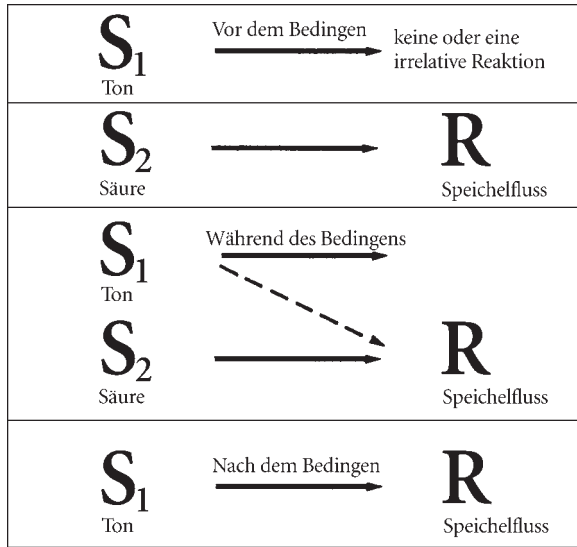 S1 Vor dem Bedingen keine oder eine
irrelative Reaktion
Ton
S2 R
Säure Speichelfluss
Während des Bedingens
S1
Ton
S2 R
Säure Speichelfluss
S1 Nach dem Bedingen R
Ton Speichelfluss